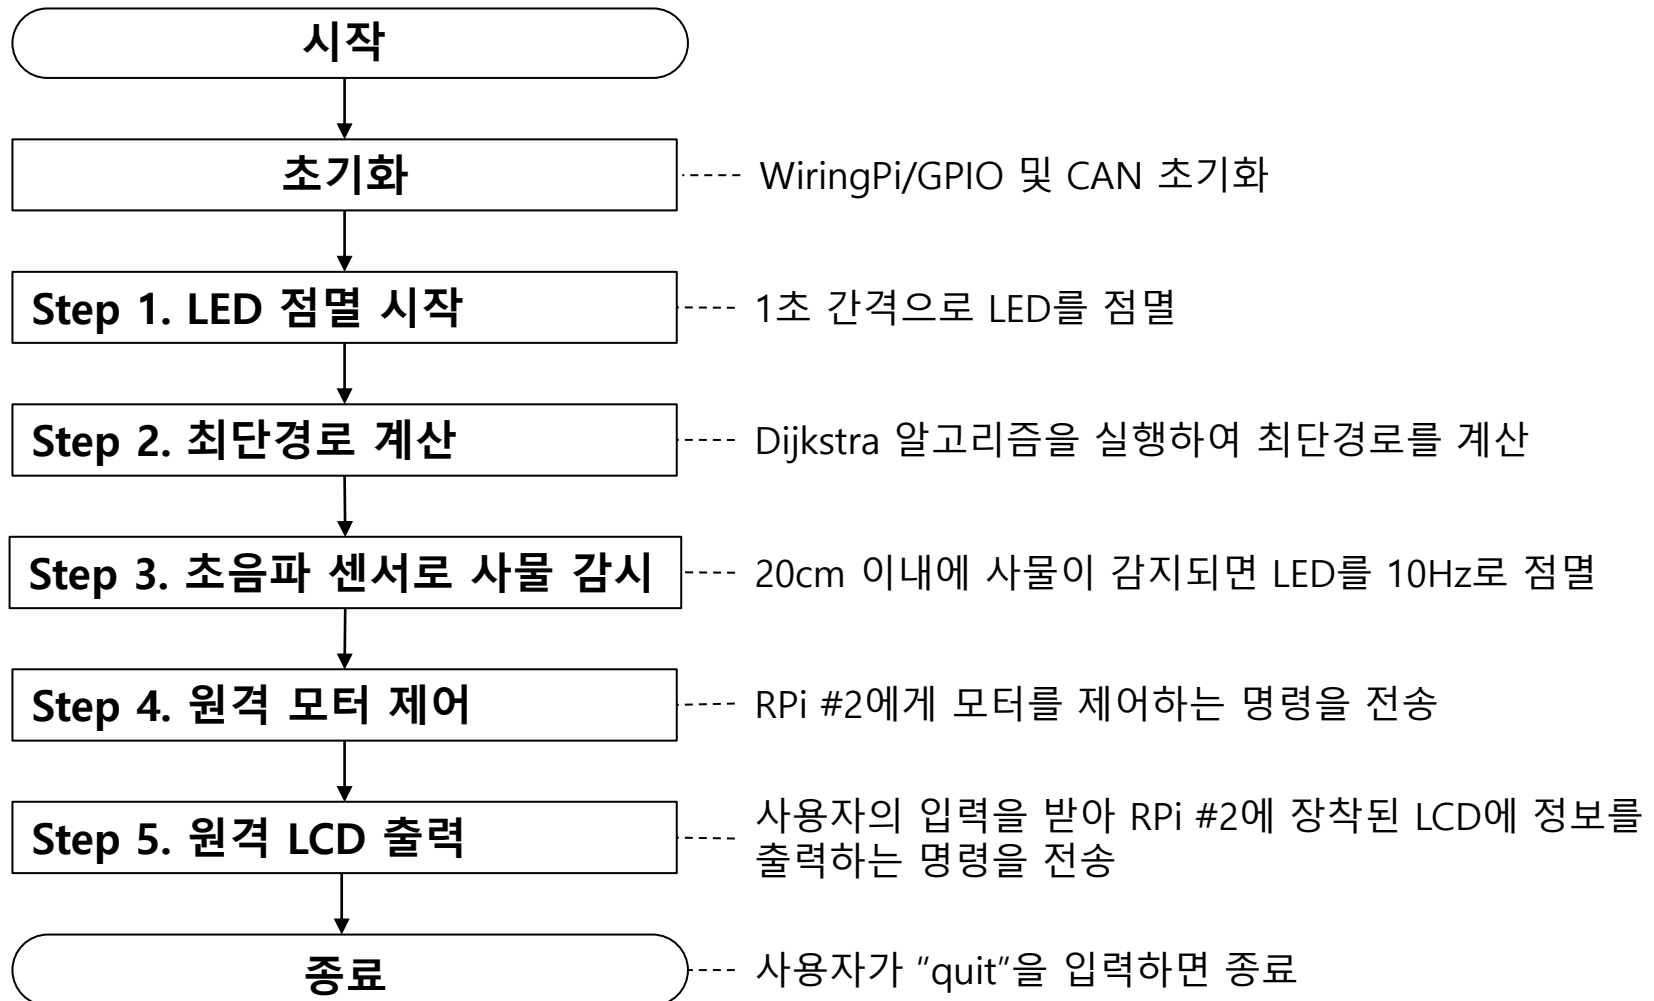 시작
초기화
WiringPi/GPIO 및 CAN 초기화
Step 1. LED 점멸 시작
1초 간격으로 LED를 점멸
Step 2. 최단경로 계산
Dijkstra 알고리즘을 실행하여 최단경로를 계산
Step 3. 초음파 센서로 사물 감시
20cm 이내에 사물이 감지되면 LED를 10Hz로 점멸
Step 4. 원격 모터 제어
RPi #2에게 모터를 제어하는 명령을 전송
Step 5. 원격 LCD 출력
사용자의 입력을 받아 RPi #2에 장착된 LCD에 정보를
출력하는 명령을 전송
종료
사용자가 "quit"을 입력하면 종료